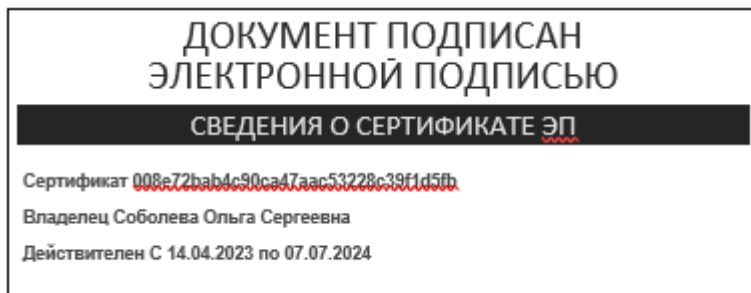 ДОКУМЕНТ ПОДПИСАН
ЭЛЕКТРОННОЙ ПОДПИСЬЮ
СВЕДЕНИЯ О СЕРТИФИКАТЕ ЭП
Сертификат 008e72bab4c90ca47aac53228c39f1d5fb
Владелец Соболева Ольга Сергеевна
Действителен С 14.04.2023 по 07.07.2024